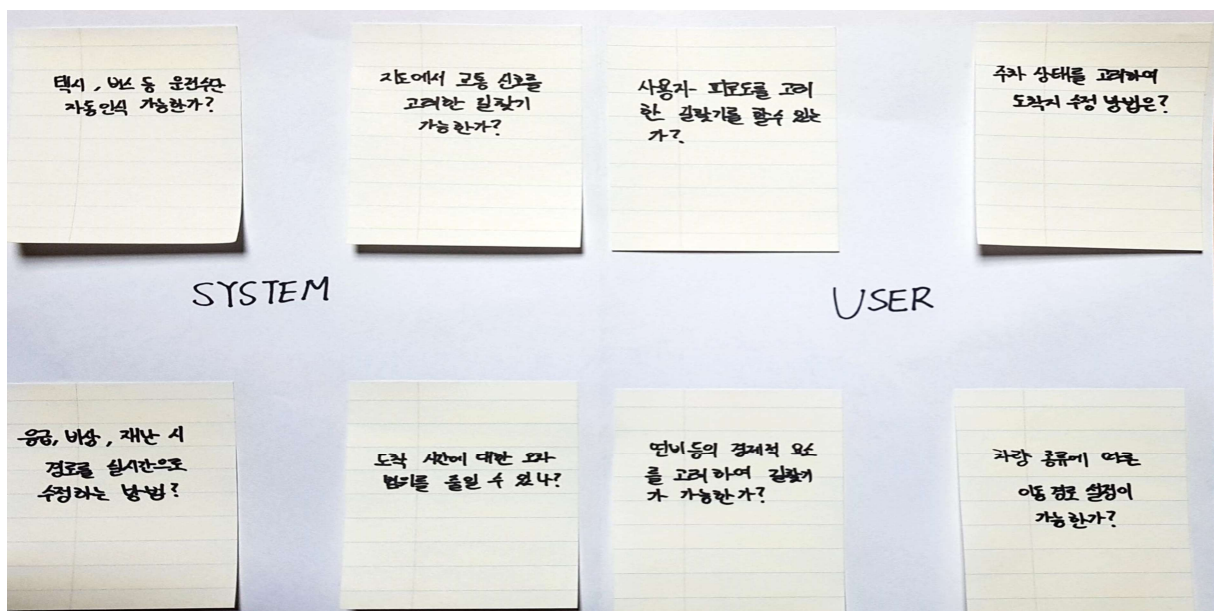 택시, 버스 등 운전수단
자동인식 가능한가?
지도에서 교통 신호를
고려한 길찾기
가능한가?
사용자 피로도를 고려
한 길찾기를 할수 있는
가?
주차 상태를 고려하여
도착지 수정 방법은?
SYSTEM
USER
응급, 비상, 재난 시
경로를 실시간으로
수정하는 방법?
도착 시간에 대한 오차
범위를 줄일 수 있나?
연비등의 경제적 요소
를 고려하여 길찾기
가 가능한가?
차량 종류에 따른
이동 경로 설정이
가능한가?